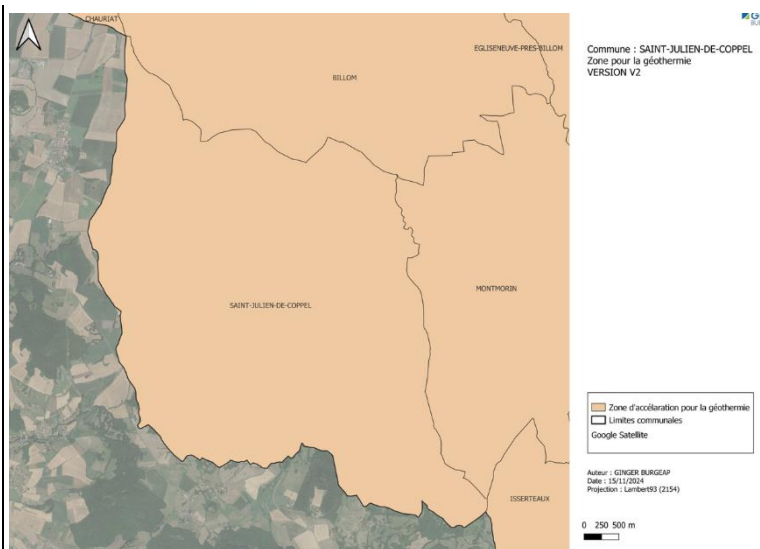 CHAURIAT
EGLISENEUVE-PRES-BILLOM
BILLOM
SAINT-JULIEN-DE-COPPEL
MONTMORIN
ISSERTEAUX
Commune : SAINT-JULIEN-DE-COPPEL
Zone pour la géothermie
VERSION V2
Zone d'accélaration pour la géothermie
Limites communales
Google Satellite
Auteur : GINGER BURGEAP
Date : 15/11/2024
Projection : Lambert93 (2154)
0 250 500 m